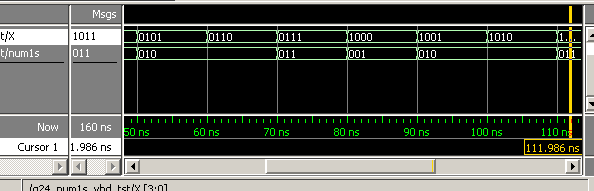 Msgs
t/X 1011 0101 0110 0111 1000 1001 1010 1...
t/num1s 011 010 011 001 010 011
Now 160 ns 50 ns 60 ns 70 ns 80 ns 90 ns 100 ns 110 ns
Cursor 1 1.986 ns 111.986 ns
/g24_num1s_vhd_tst/X [3:0]